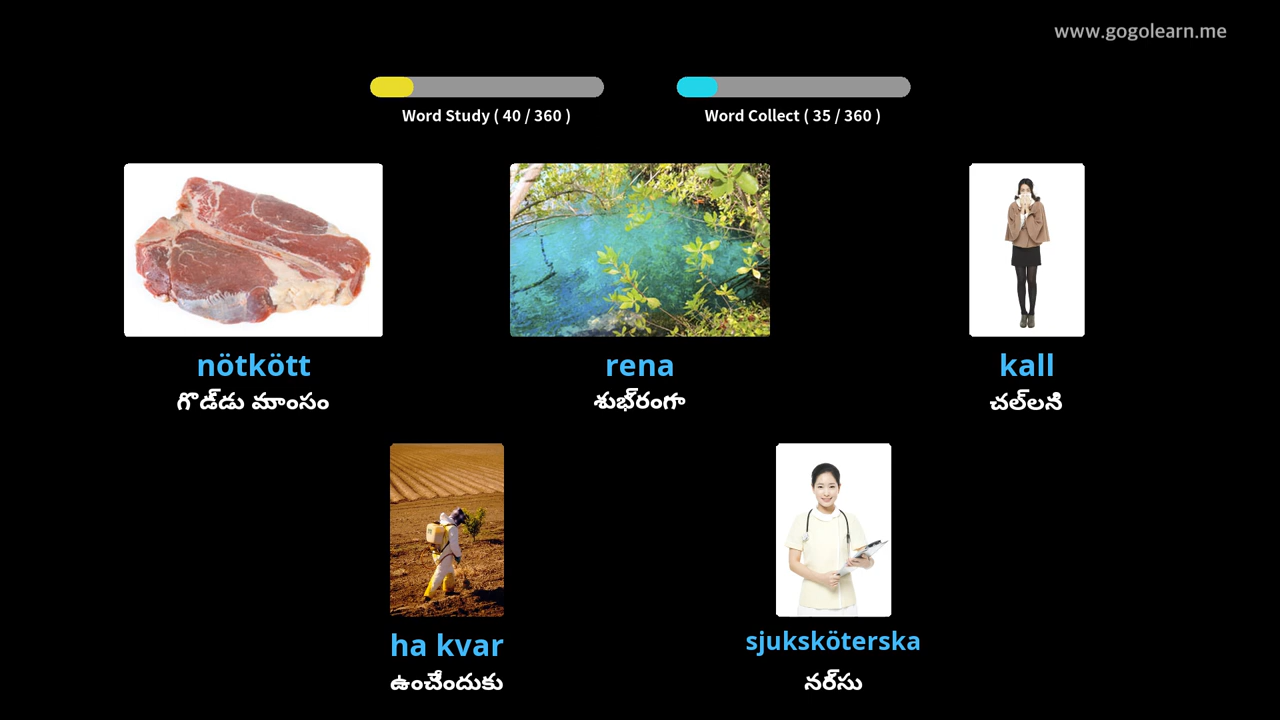 www.gogolearn.me
Word Study ( 40 / 360 )
Word Collect ( 35 / 360 )
nötkött
గొడ్డు మాంసం
rena
శుభ్రంగా
kall
చల్లని
ha kvar
ఉంచేందుకు
sjuksköterska
నర్సు